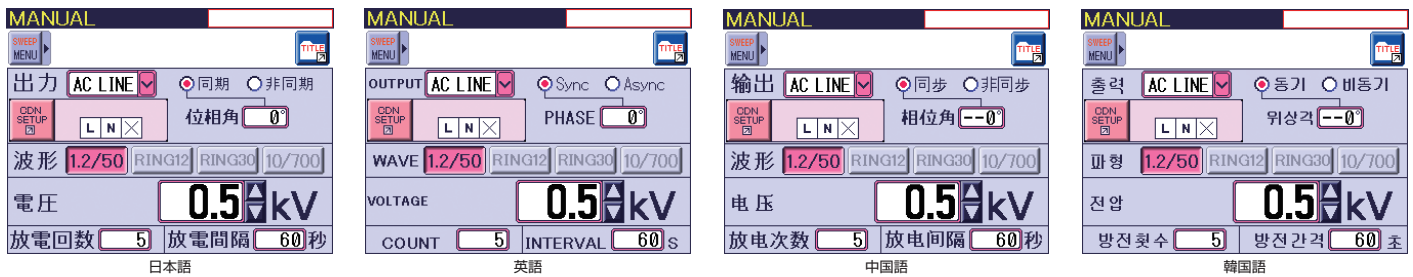 MANUAL
SWEEP
MENU
TITLE
出力 AC LINE 同期 非同期
CDN
SETUP
L N
位相角 0°
波形 1.2/50 RING12 RING30 10/700
電圧 0.5 kV
放電回数 5 放電間隔 60 秒
日本語
MANUAL
SWEEP
MENU
TITLE
OUTPUT AC LINE Sync Async
CDN
SETUP
L N
PHASE 0°
WAVE 1.2/50 RING12 RING30 10/700
VOLTAGE 0.5 kV
COUNT 5 INTERVAL 60 S
英語
MANUAL
SWEEP
MENU
TITLE
输出 AC LINE 同步 非同步
CDN
SETUP
L N
相位角 --0°
波形 1.2/50 RING12 RING30 10/700
电压 0.5 kV
放电次数 5 放电间隔 60 秒
中国語
MANUAL
SWEEP
MENU
TITLE
출력 AC LINE 동기 비동기
CDN
SETUP
L N
위상각 --0°
파형 1.2/50 RING12 RING30 10/700
전압 0.5 kV
방전횟수 5 방전간격 60 초
韓国語